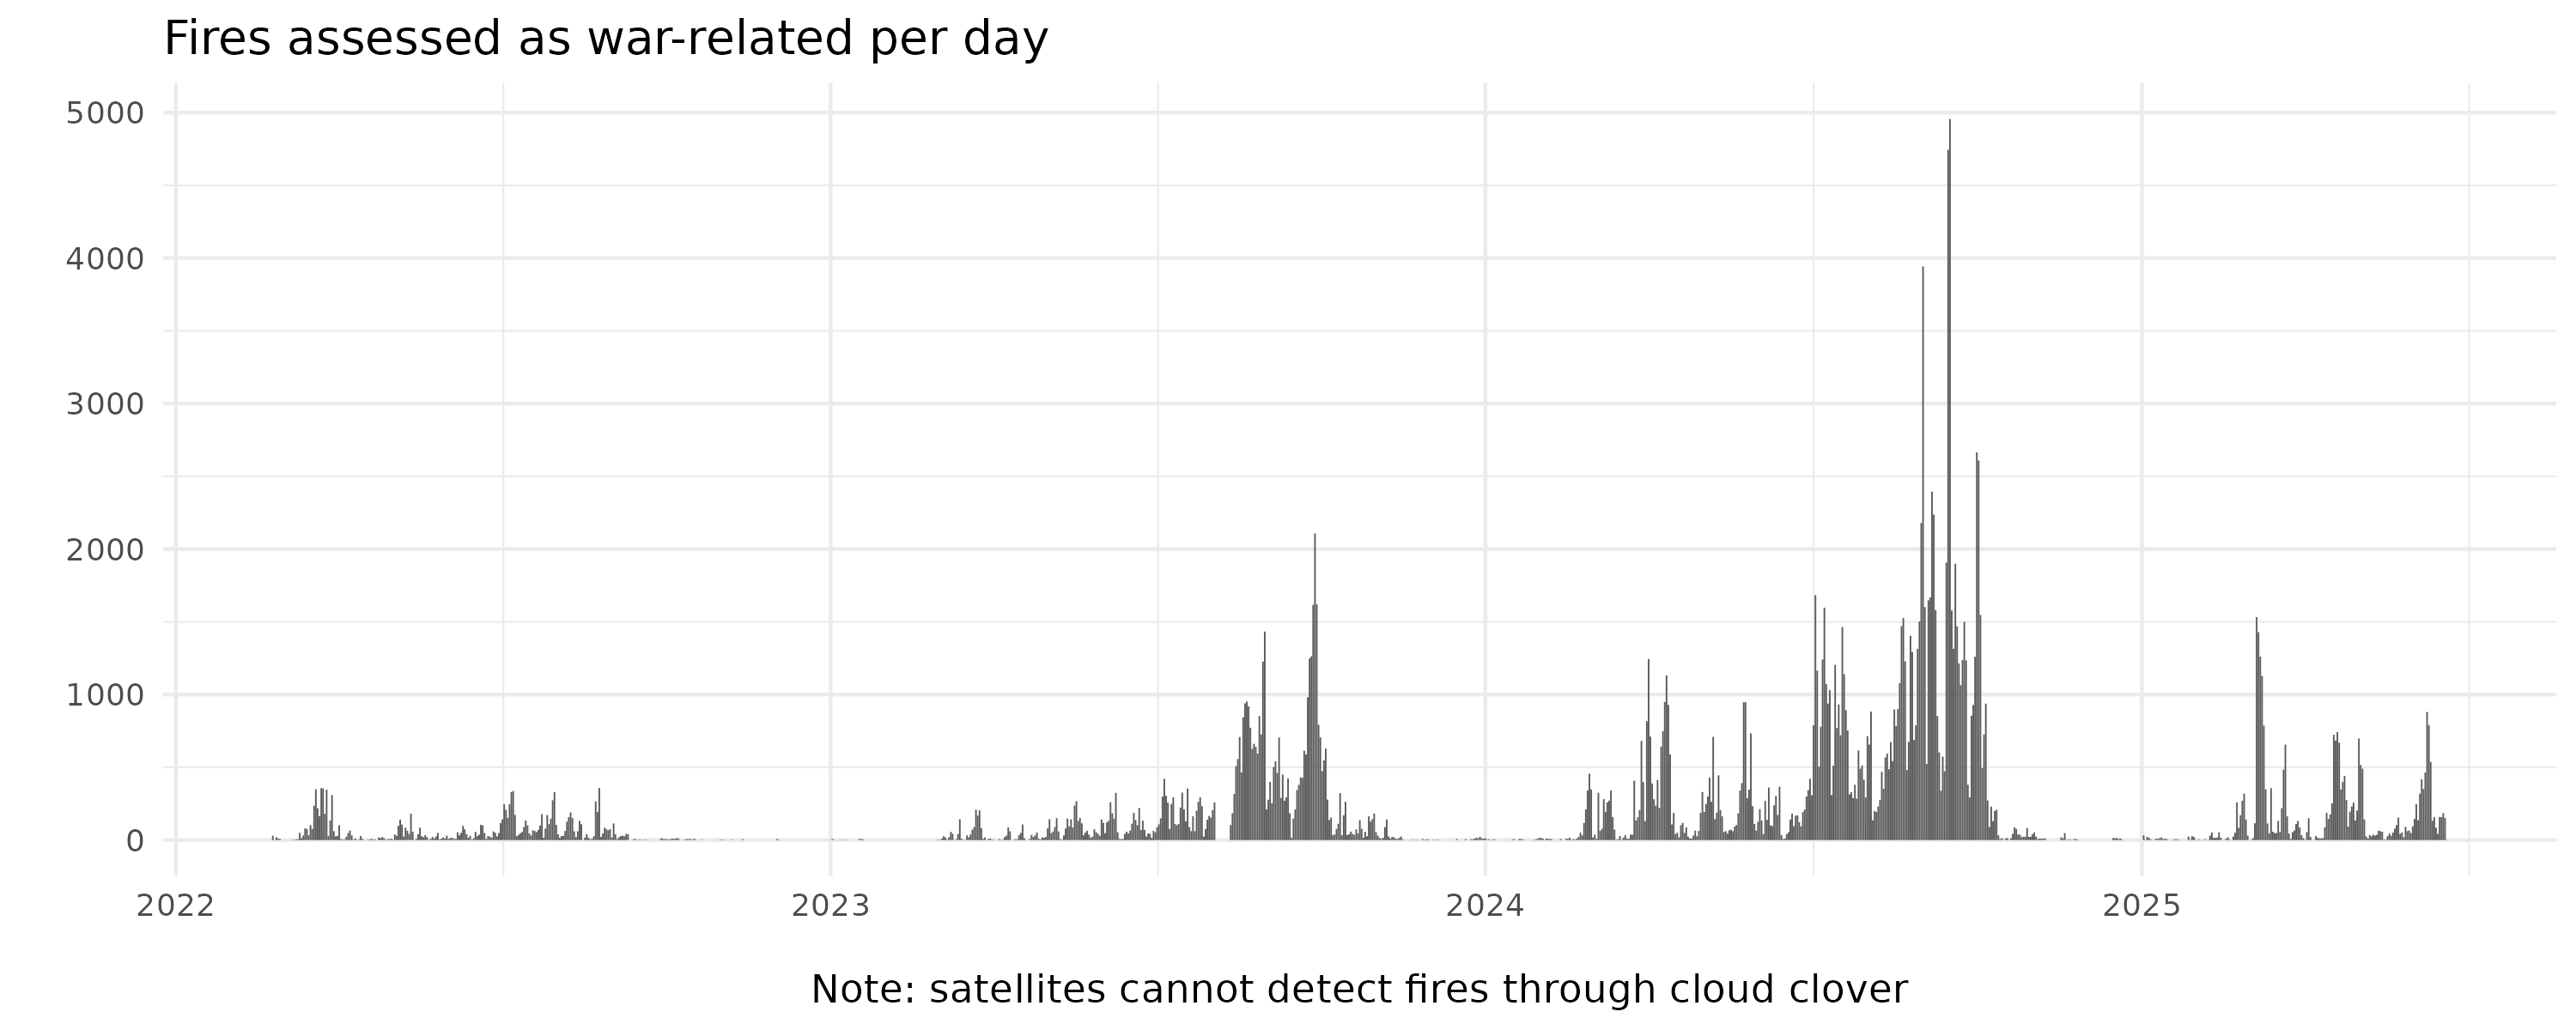 Fires assessed as war-related per day
5000
4000
3000
2000
1000
0
2022 2023 2024 2025
Note: satellites cannot detect fires through cloud clover